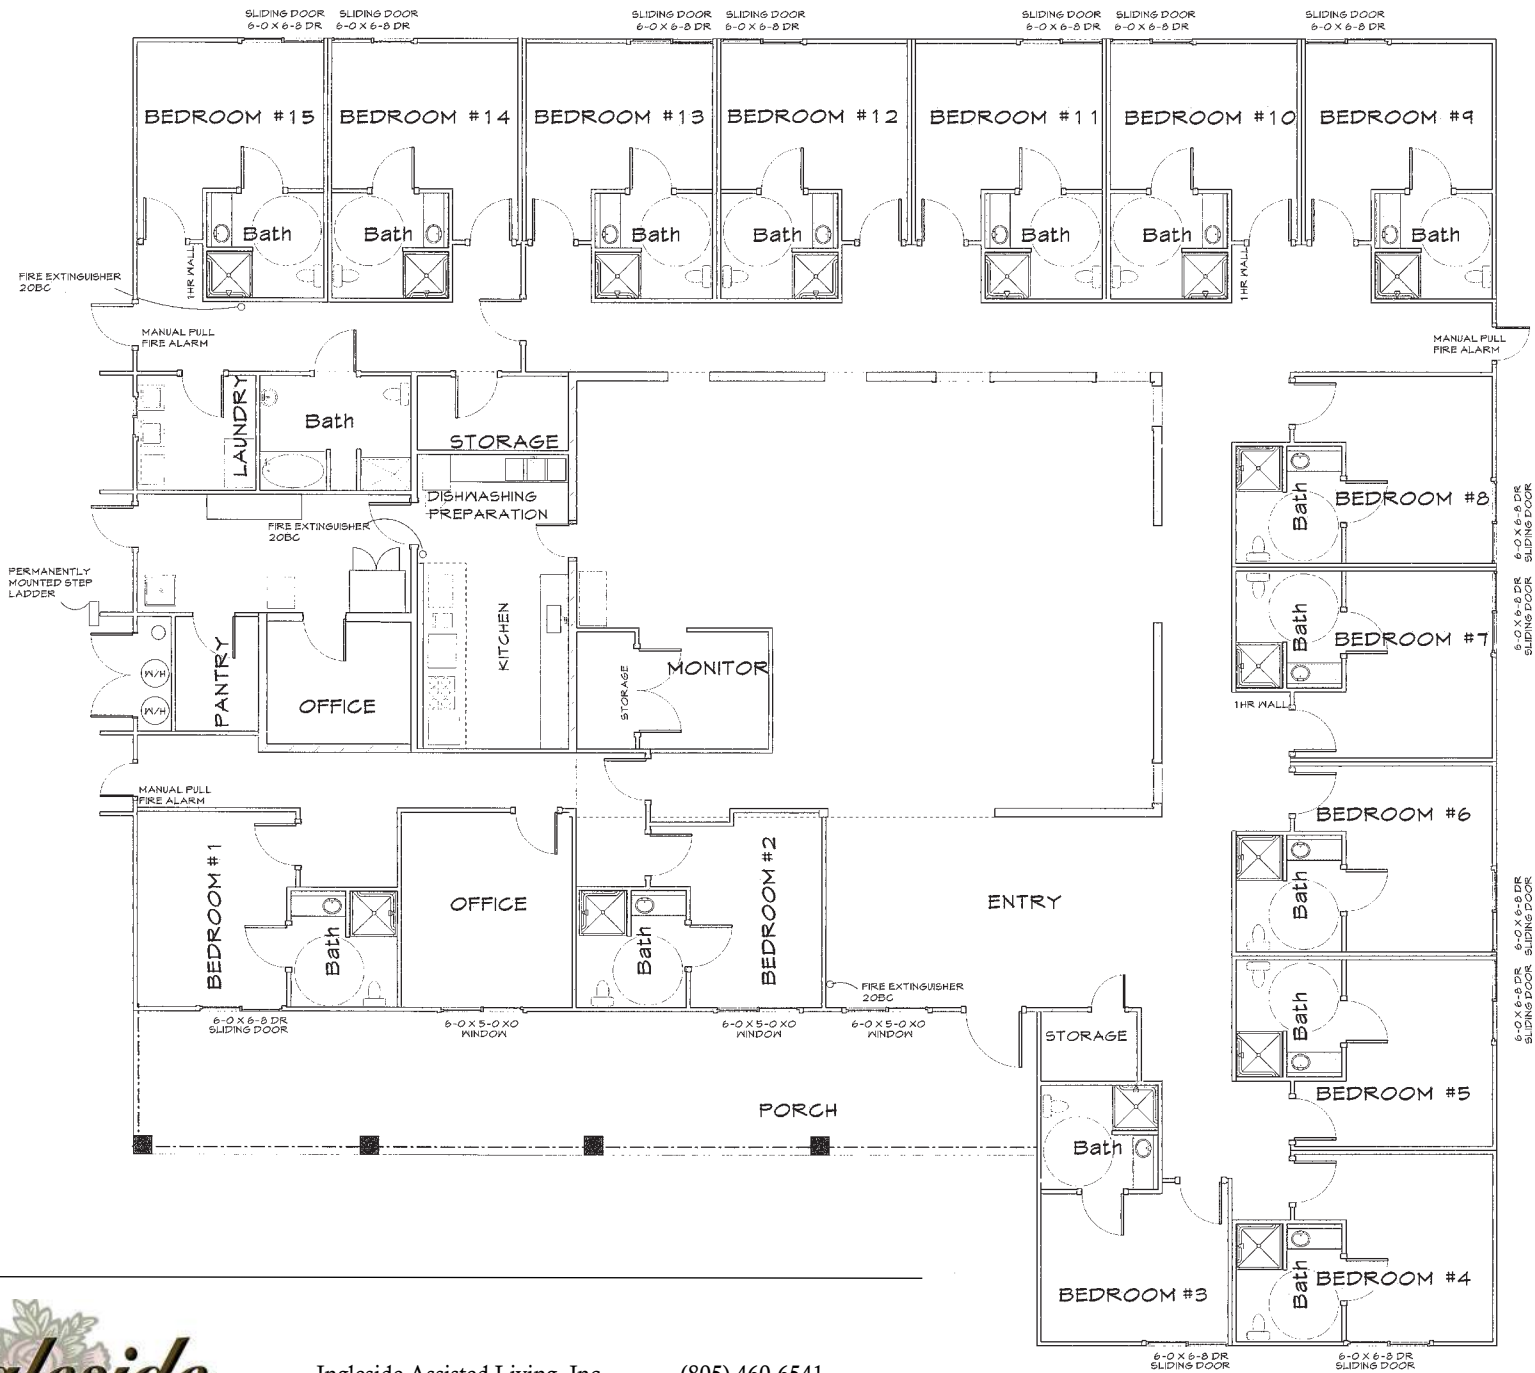 SLIDING DOOR
6-0 X 6-8 DR
SLIDING DOOR
6-0 X 6-8 DR
SLIDING DOOR
6-0 X 6-8 DR
SLIDING DOOR
6-0 X 6-8 DR
SLIDING DOOR
6-0 X 6-8 DR
SLIDING DOOR
6-0 X 6-8 DR
SLIDING DOOR
6-0 X 6-8 DR
BEDROOM #15
BEDROOM #14
BEDROOM #13
BEDROOM #12
BEDROOM #11
BEDROOM #10
BEDROOM #9
Bath
Bath
Bath
Bath
Bath
Bath
Bath
1HR WALL
1HR WALL
FIRE EXTINGUISHER
20BC
MANUAL PULL
FIRE ALARM
MANUAL PULL
FIRE ALARM
LAUNDRY
Bath
STORAGE
DISHWASHING
PREPARATION
FIRE EXTINGUISHER
20BC
Bath
BEDROOM #8
6-0 X 6-8 DR
SLIDING DOOR
PERMANENTLY
MOUNTED STEP
LADDER
6-0 X 6-8 DR
SLIDING DOOR
Bath
BEDROOM #7
KITCHEN
W/H
W/H
PANTRY
OFFICE
STORAGE
MONITOR
1HR WALL
MANUAL PULL
FIRE ALARM
BEDROOM #6
BEDROOM #1
OFFICE
BEDROOM #2
ENTRY
Bath
6-0 X 6-8 DR
SLIDING DOOR
Bath
Bath
FIRE EXTINGUISHER
20BC
6-0 X 6-8 DR
SLIDING DOOR
6-0 X 5-0 XO
WINDOW
6-0 X 5-0 XO
WINDOW
6-0 X 5-0 XO
WINDOW
STORAGE
Bath
6-0 X 6-8 DR
SLIDING DOOR
BEDROOM #5
PORCH
Bath
BEDROOM #3
Bath
BEDROOM #4
6-0 X 6-8 DR
SLIDING DOOR
6-0 X 6-8 DR
SLIDING DOOR
Ingleside Assisted Living, Inc.
(805) 460-6541